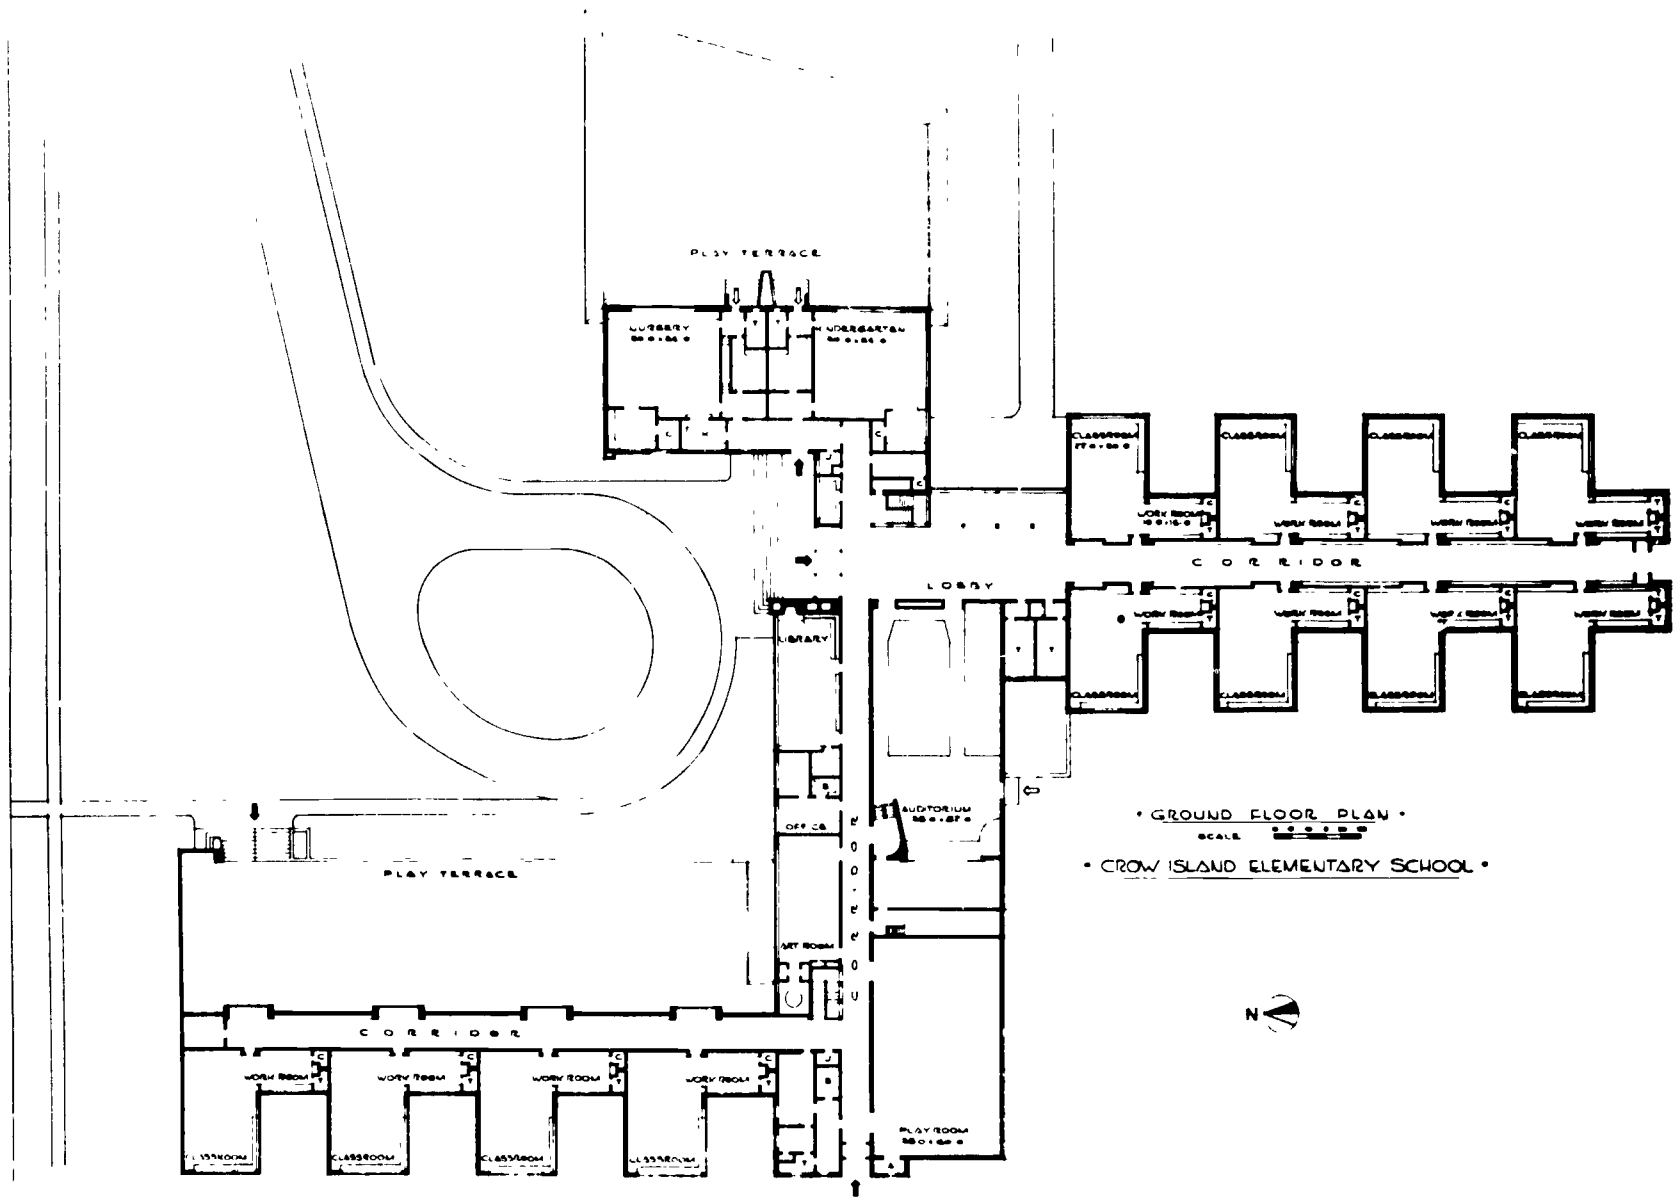 PLAY TERRACE
NURSERY
KINDERGARTEN
CLASSROOM
CLASSROOM
CLASSROOM
CLASSROOM
WORK ROOM
WORK ROOM
WORK ROOM
WORK ROOM
CORRIDOR
LOBBY
WORK ROOM
WORK ROOM
WORK ROOM
WORK ROOM
LIBRARY
CLASSROOM
CLASSROOM
CLASSROOM
CLASSROOM
AUDITORIUM
OFFICE
CORRIDOR
• GROUND FLOOR PLAN •
SCALE
• CROW ISLAND ELEMENTARY SCHOOL •
PLAY TERRACE
ART ROOM
N
CORRIDOR
WORK ROOM
WORK ROOM
WORK ROOM
WORK ROOM
PLAY ROOM
CLASSROOM
CLASSROOM
CLASSROOM
CLASSROOM